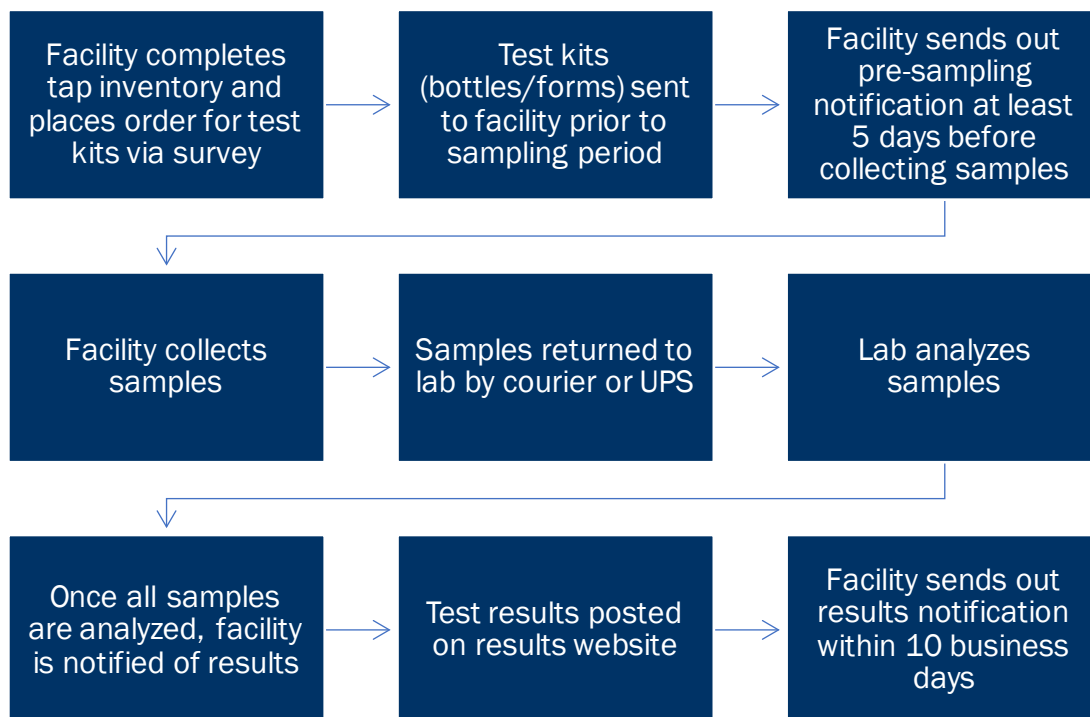 Facility completes
tap inventory and
places order for test
kits via survey
Test kits
(bottles/forms) sent
to facility prior to
sampling period
Facility sends out
pre-sampling
notification at least
5 days before
collecting samples
Facility collects
samples
Samples returned to
lab by courier or UPS
Lab analyzes
samples
Once all samples
are analyzed, facility
is notified of results
Test results posted
on results website
Facility sends out
results notification
within 10 business
days